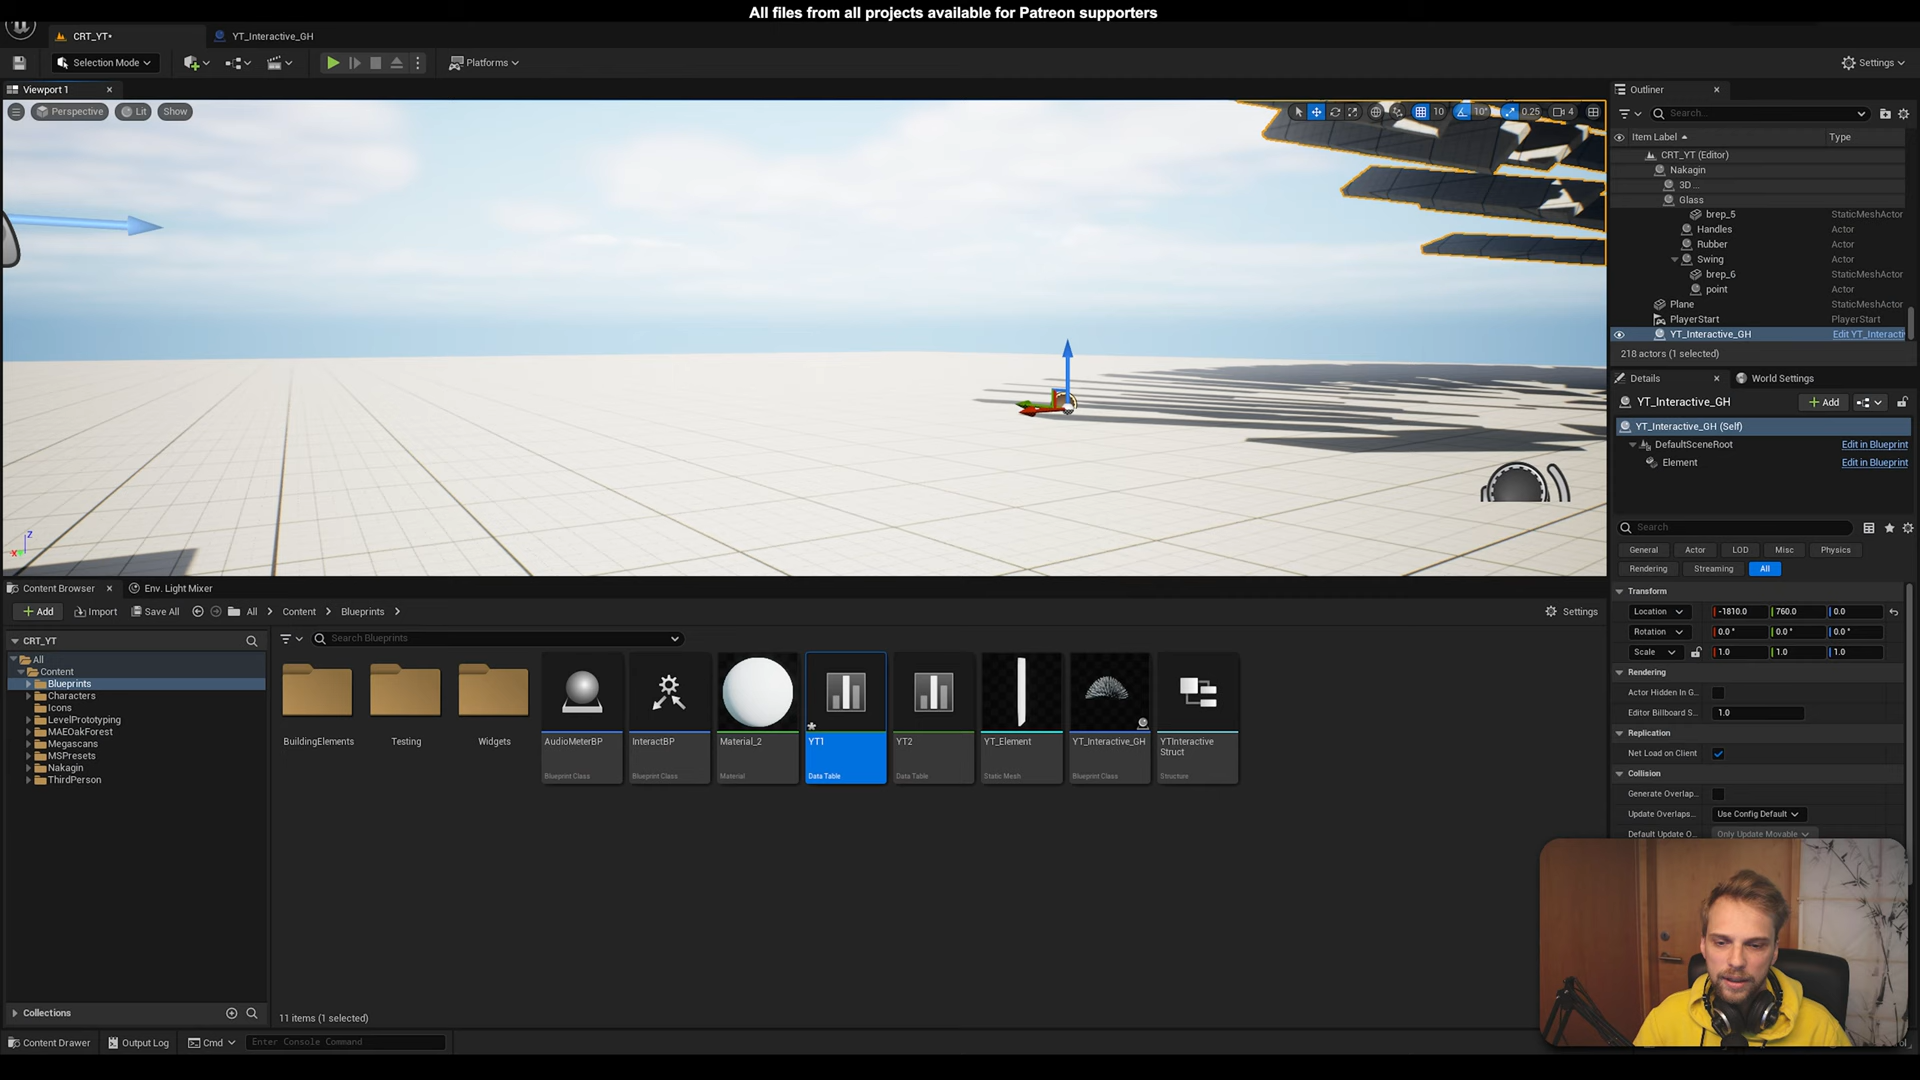 All files from all projects available for Patreon supporters
CRT_YT•
YT_Interactive_GH
Selection Mode
Platforms
Settings
Viewport 1
Perspective
Lit
Show
10
10°
0.25
4
Outliner
Search...
Item Label
Type
CRT_YT (Editor)
Nakagin
3D ...
Glass
brep_5
StaticMeshActor
Handles
Actor
Rubber
Actor
Swing
Actor
brep_6
StaticMeshActor
point
Actor
Plane
StaticMeshActor
PlayerStart
PlayerStart
YT_Interactive_GH
Edit YT_Interacti
218 actors (1 selected)
Details
World Settings
YT_Interactive_GH
Add
YT_Interactive_GH (Self)
DefaultSceneRoot
Edit in Blueprint
Element
Edit in Blueprint
Search
General
Actor
LOD
Misc
Physics
Rendering
Streaming
All
Transform
Location
-1810.0
760.0
0.0
Rotation
0.0 °
0.0 °
0.0 °
Scale
1.0
1.0
1.0
Rendering
Actor Hidden In G...
Editor Billboard S...
1.0
Replication
Net Load on Client
Collision
Generate Overlap...
Update Overlaps...
Use Config Default
Default Update O...
Only Update Movable
z
x
Content Browser
Env. Light Mixer
Add
Import
Save All
All
Content
Blueprints
Settings
CRT_YT
Search Blueprints
All
Content
Blueprints
Characters
Icons
LevelPrototyping
MAEOakForest
Megascans
MSPresets
Nakagin
ThirdPerson
BuildingElements
Testing
Widgets
AudioMeterBP
Blueprint Class
InteractBP
Blueprint Class
Material_2
Material
YT1
Data Table
YT2
Data Table
YT_Element
Static Mesh
YT_Interactive_GH
Blueprint Class
YTInteractive
Struct
Structure
Collections
11 items (1 selected)
Content Drawer
Output Log
Cmd
Enter Console Command